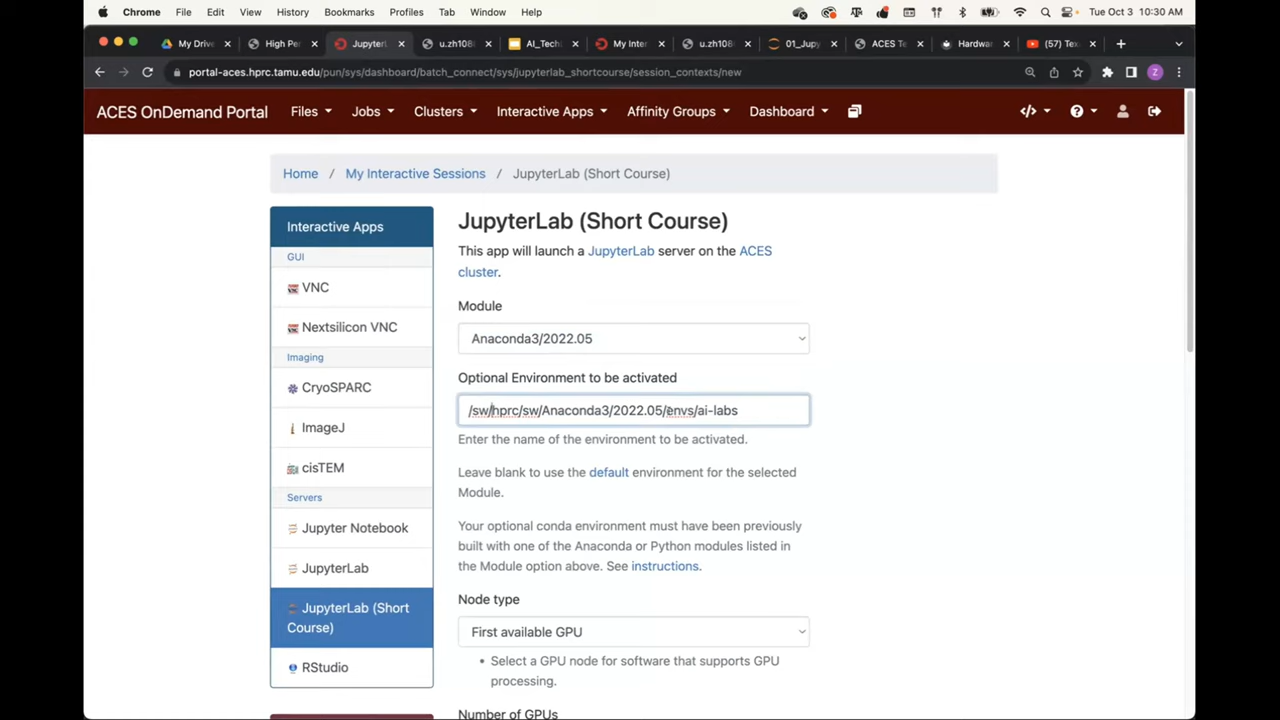 Chrome File Edit View History Bookmarks Profiles Tab Window Help Tue Oct 3 10:30 AM
My Drive High Pe JupyterL u.zh108 AI_Tech My Inter u.zh108 01_Jupy ACES Te Hardwar (57) Tex
portal-aces.hprc.tamu.edu/pun/sys/dashboard/batch_connect/sys/jupyterlab_shortcourse/session_contexts/new
ACES OnDemand Portal Files Jobs Clusters Interactive Apps Affinity Groups Dashboard
Home / My Interactive Sessions / JupyterLab (Short Course)
Interactive Apps
GUI
VNC
Nextsilicon VNC
Imaging
CryoSPARC
ImageJ
cisTEM
Servers
Jupyter Notebook
JupyterLab
JupyterLab (Short
Course)
RStudio
JupyterLab (Short Course)
This app will launch a JupyterLab server on the ACES
cluster.
Module
Anaconda3/2022.05
Optional Environment to be activated
/sw/hprc/sw/Anaconda3/2022.05/envs/ai-labs
Enter the name of the environment to be activated.
Leave blank to use the default environment for the selected
Module.
Your optional conda environment must have been previously
built with one of the Anaconda or Python modules listed in
the Module option above. See instructions.
Node type
First available GPU
• Select a GPU node for software that supports GPU
processing.
Number of GPUs